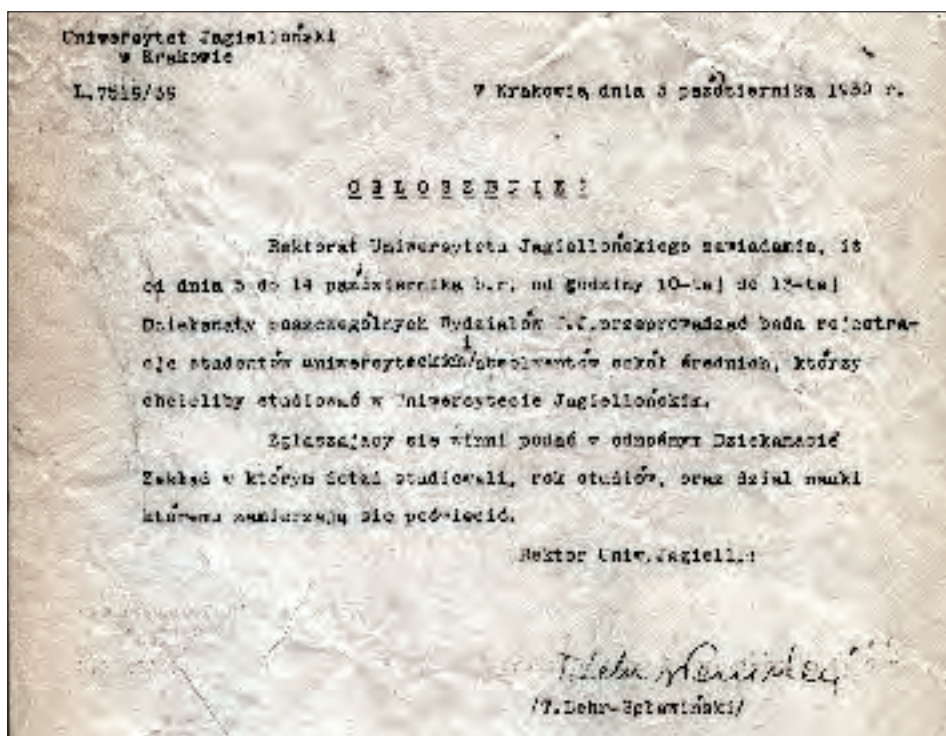 Uniwersytet Jagielloński
w Krakowie
L.7519/39
W Krakowie, dnia 3 października 1939 r.
O G Ł O S Z E N I E !
Rektorat Uniwersytetu Jagiellońskiego zawiadamia, iż
od dnia 5 do 14 października b.r. od godziny 10-tej do 13-tej
Dziekanaty poszczególnych Wydziałów U.J.przeprowadzać będą rejestra-
cję studentów uniwersyteckich/i absolwentów szkół średnich, którzy
chcieliby studiować w Uniwersytecie Jagiellońskim.
Zgłaszający się winni podać w odnośnym Dziekanacie
Zakład w którym dotąd studiowali, rok studiów, oraz dział nauki
któremu zamierzają się poświęcić.
Rektor Uniw.Jagiell.:
T. Lehr Spławiński
/T.Lehr-Spławiński/